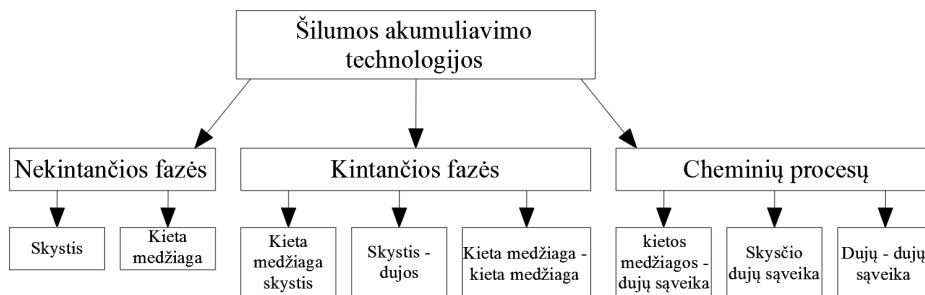 Šilumos akumuliavimo
technologijos
Nekintančios fazės
Kintančios fazės
Cheminių procesų
Skystis
Kieta
medžiaga
Kieta
medžiaga
skystis
Skystis -
dujos
Kieta medžiaga -
kieta medžiaga
kietos
medžiagos -
dujų sąveika
Skysčio
dujų sąveika
Dujų - dujų
sąveika